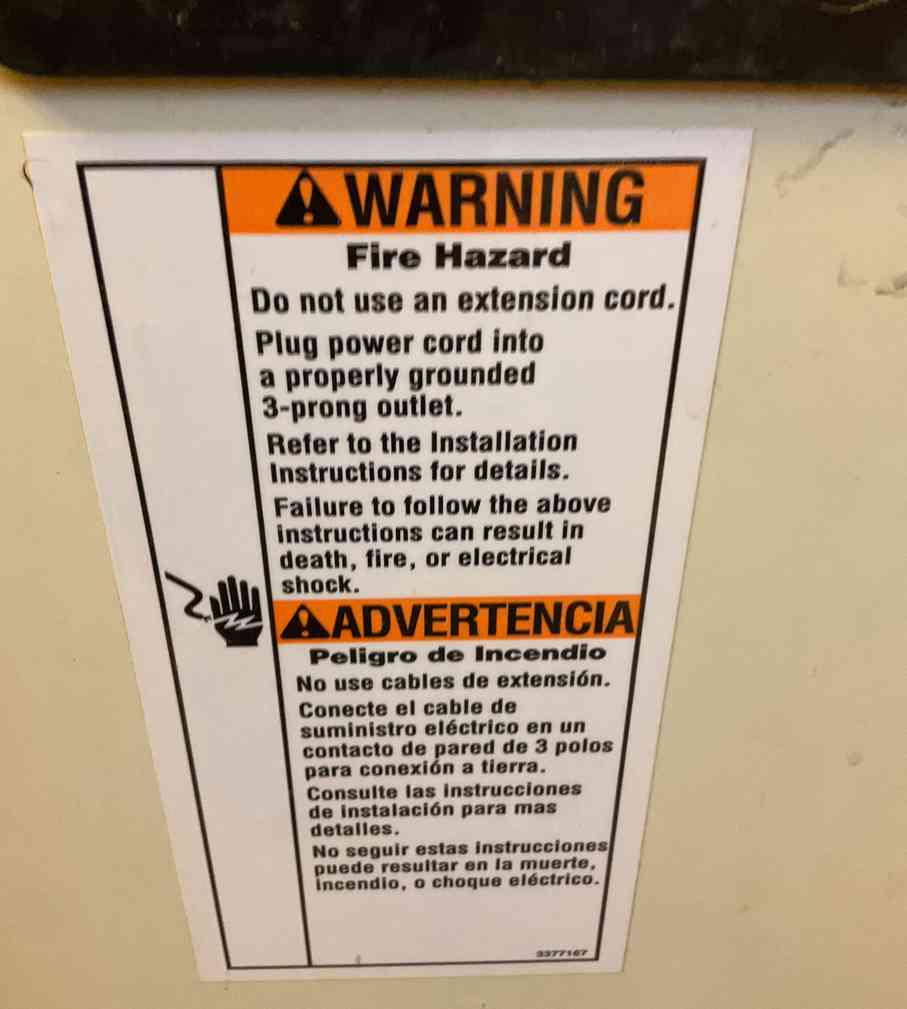 WARNING
Fire Hazard
Do not use an extension cord.
Plug power cord into
a properly grounded
3-prong outlet.
Refer to the Installation
Instructions for details.
Failure to follow the above
instructions can result in
death, fire, or electrical
shock.
ADVERTENCIA
Peligro de Incendio
No use cables de extensión.
Conecte el cable de
suministro eléctrico en un
contacto de pared de 3 polos
para conexión a tierra.
Consulte las instrucciones
de instalación para mas
detalles.
No seguir estas instrucciones
puede resultar en la muerte,
incendio, o choque eléctrico.
3377167